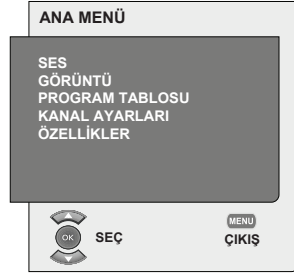 ANA MENÜ
SES
GÖRÜNTÜ
PROGRAM TABLOSU
KANAL AYARLARI
ÖZELLİKLER
OK
SEÇ
MENU
ÇIKIŞ